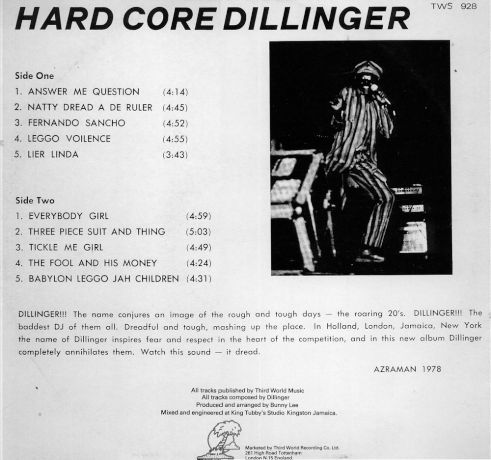 HARD CORE DILLINGER
TWS 928
Side One
1. ANSWER ME QUESTION (4:14)
2. NATTY DREAD A DE RULER (4:45)
3. FERNANDO SANCHO (4:52)
4. LEGGO VOILENCE (4:55)
5. LIER LINDA (3:43)
Side Two
1. EVERYBODY GIRL (4:59)
2. THREE PIECE SUIT AND THING (5:03)
3. TICKLE ME GIRL (4:49)
4. THE FOOL AND HIS MONEY (4:24)
5. BABYLON LEGGO JAH CHILDREN (4:31)
DILLINGER!!! The name conjures an image of the rough and tough days — the roaring 20's. DILLINGER!!! The
baddest DJ of them all. Dreadful and tough, mashing up the place. In Holland, London, Jamaica, New York
the name of Dillinger inspires fear and respect in the heart of the competition, and in this new album Dillinger
completely annihilates them. Watch this sound — it dread.
AZRAMAN 1978
All tracks published by Third World Music
All tracks composed by Dillinger
Produced and arranged by Bunny Lee
Mixed and engineered at King Tubby's Studio Kingston Jamaica.
Marketed by Third World Recording Co. Ltd.
261 High Road Tottenham
London N.15 England